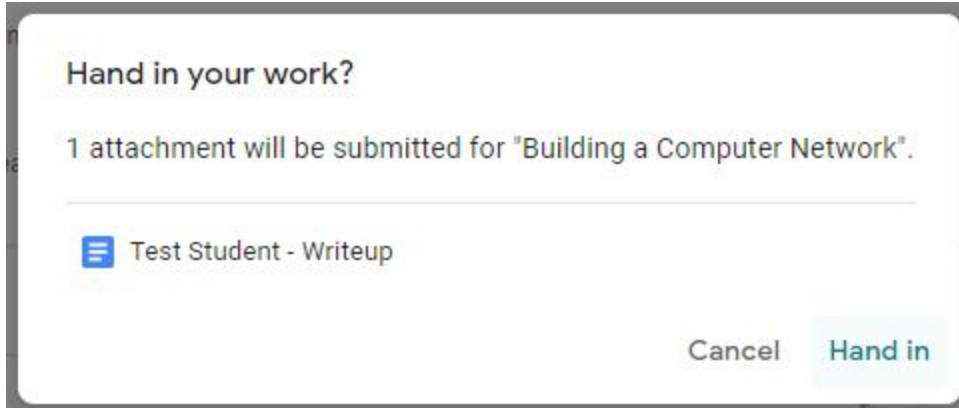 Hand in your work?
1 attachment will be submitted for "Building a Computer Network".
Test Student - Writeup
Cancel Hand in